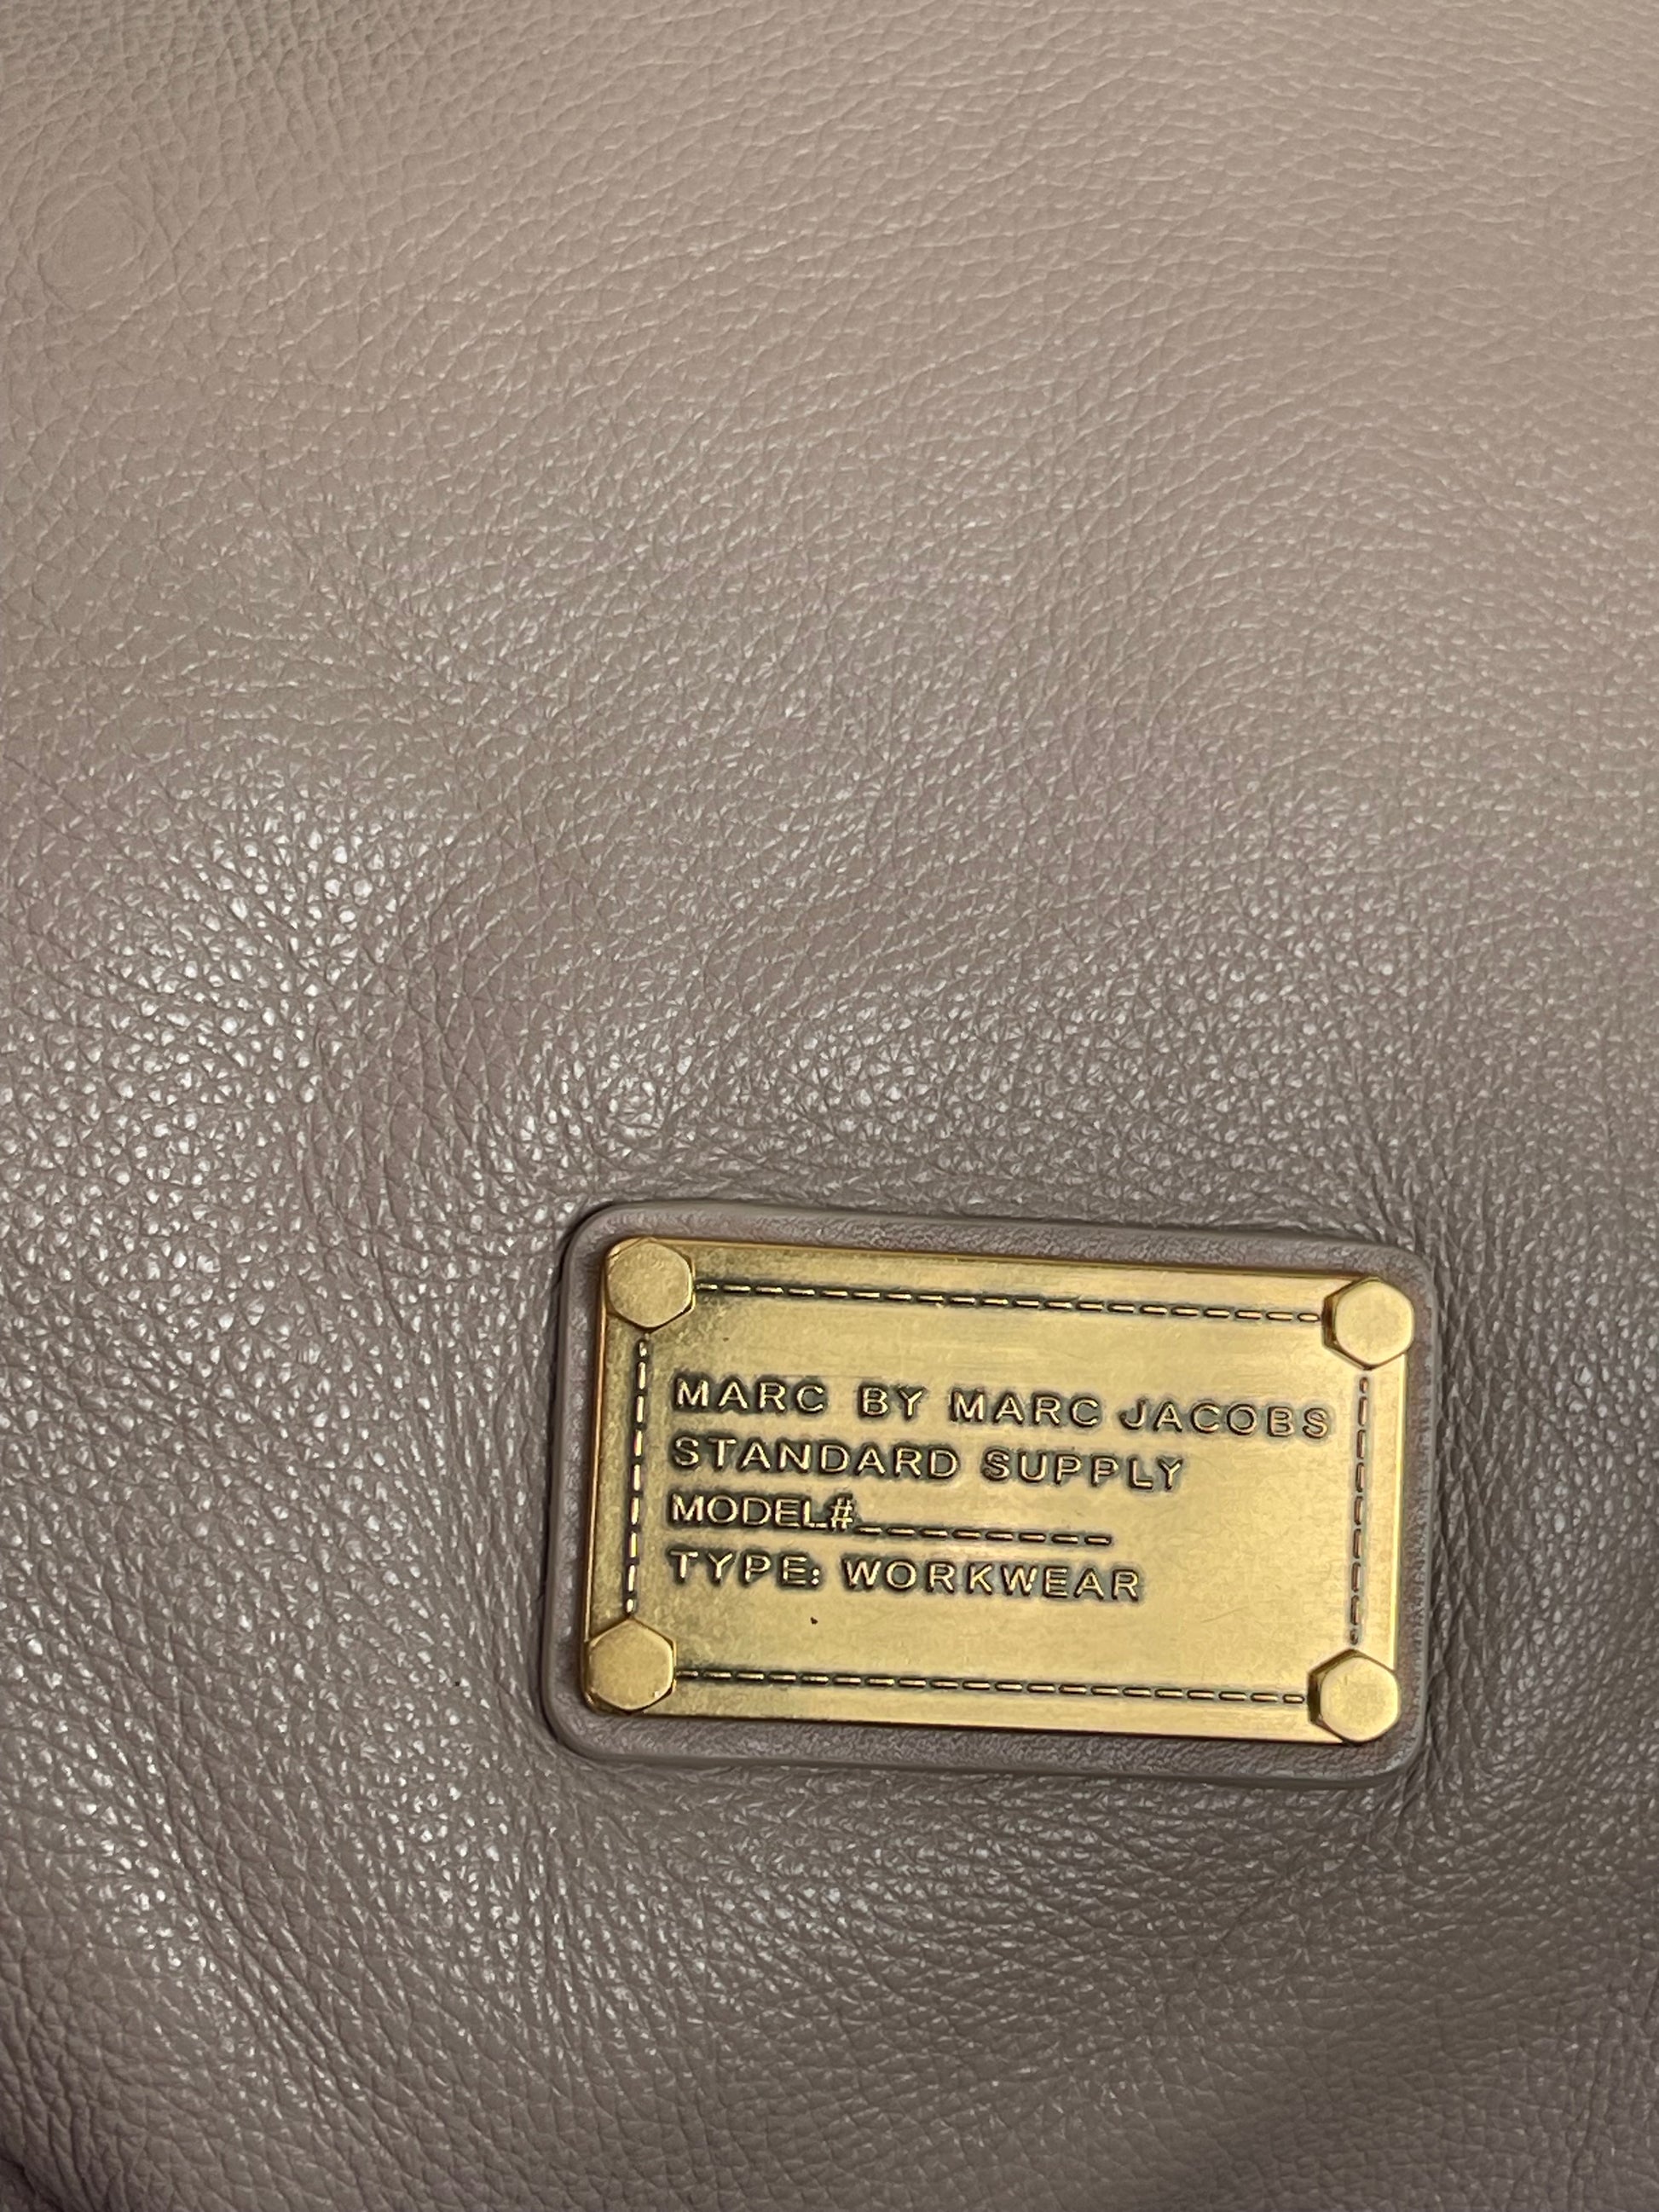 MARC BY MARC JACOBS
STANDARD SUPPLY
MODEL#_________
TYPE: WORKWEAR